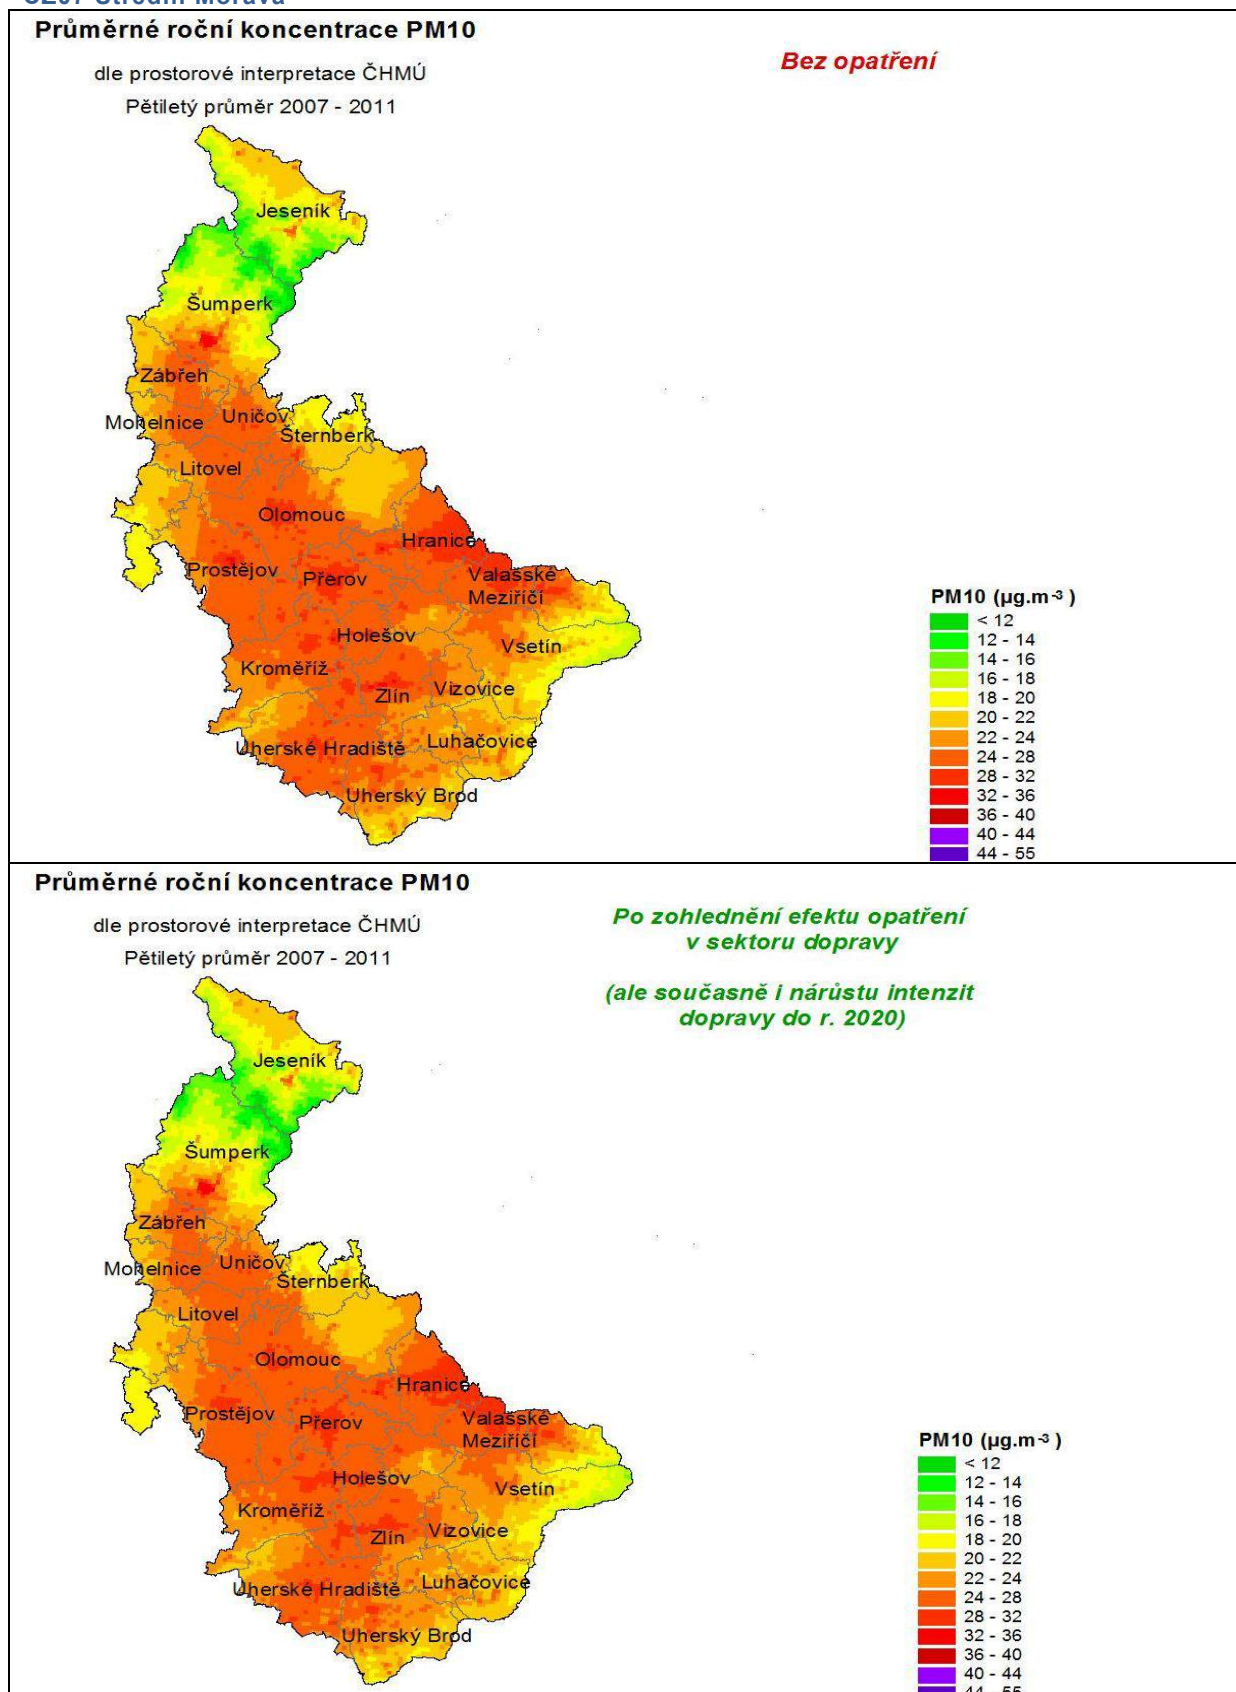 CZ07 Střední Morava
Průměrné roční koncentrace PM10
dle prostorové interpretace ČHMÚ
Pětiletý průměr 2007 - 2011
Bez opatření
Jeseník
Šumperk
Zábřeh
Mohelnice
Uničov
Šternberk
Litovel
Olomouc
Hranice
Prostějov
Přerov
Valašské
Meziříčí
Holešov
Vsetín
Kroměříž
Zlín
Vizovice
Uherské Hradiště
Luhačovice
Uherský Brod
PM10 (µg.m-3 )
< 12
12 - 14
14 - 16
16 - 18
18 - 20
20 - 22
22 - 24
24 - 28
28 - 32
32 - 36
36 - 40
40 - 44
44 - 55
Průměrné roční koncentrace PM10
dle prostorové interpretace ČHMÚ
Pětiletý průměr 2007 - 2011
Po zohlednění efektu opatření
v sektoru dopravy
(ale současně i nárůstu intenzit
dopravy do r. 2020)
Jeseník
Šumperk
Zábřeh
Mohelnice
Uničov
Šternberk
Litovel
Olomouc
Hranice
Prostějov
Přerov
Valašské
Meziříčí
Holešov
Vsetín
Kroměříž
Zlín
Vizovice
Uherské Hradiště
Luhačovice
Uherský Brod
PM10 (µg.m-3 )
< 12
12 - 14
14 - 16
16 - 18
18 - 20
20 - 22
22 - 24
24 - 28
28 - 32
32 - 36
36 - 40
40 - 44
44 - 55